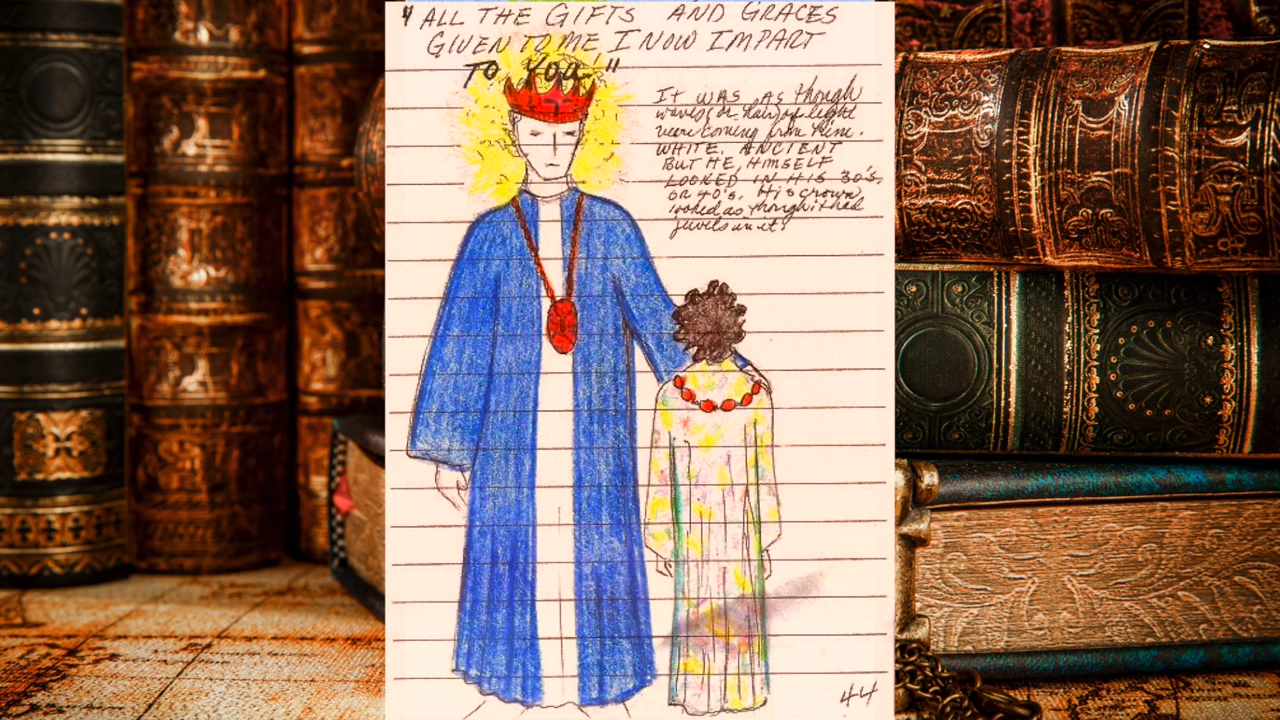 "ALL THE GIFTS AND GRACES
GIVEN TO ME I NOW IMPART
TO YOU."
IT WAS AS though
waves of light
were coming from him.
WHITE. ANCIENT
BUT HE, HIMSELF
LOOKED IN HIS 30'S,
OR 40'S. His crown
looked as though it had
jewels in it.
44